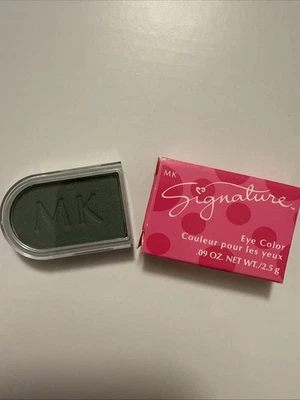 MK
MK
Signature
Eye Color
Couleur pour les yeux
.09 OZ. NET WT./2.5 g